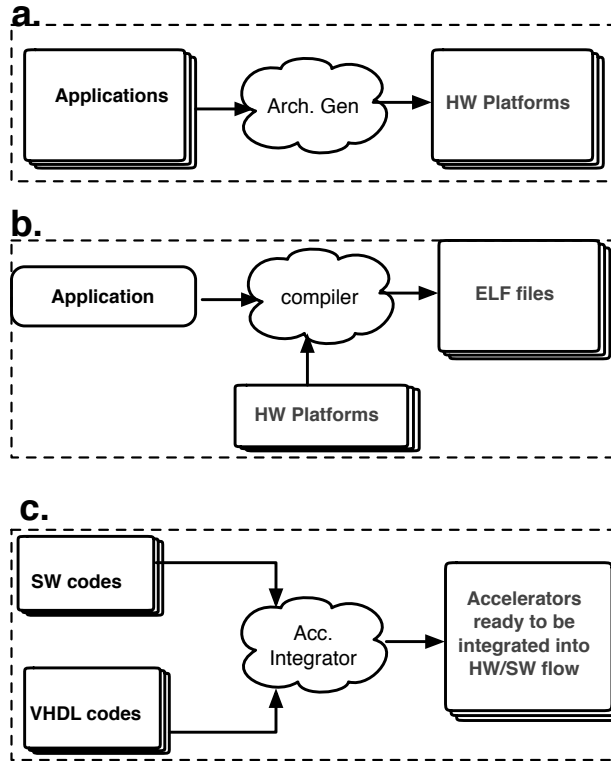 a.
Applications
Arch. Gen
HW Platforms
b.
Application
compiler
ELF files
HW Platforms
c.
SW codes
VHDL codes
Acc.
Integrator
Accelerators
ready to be
integrated into
HW/SW flow